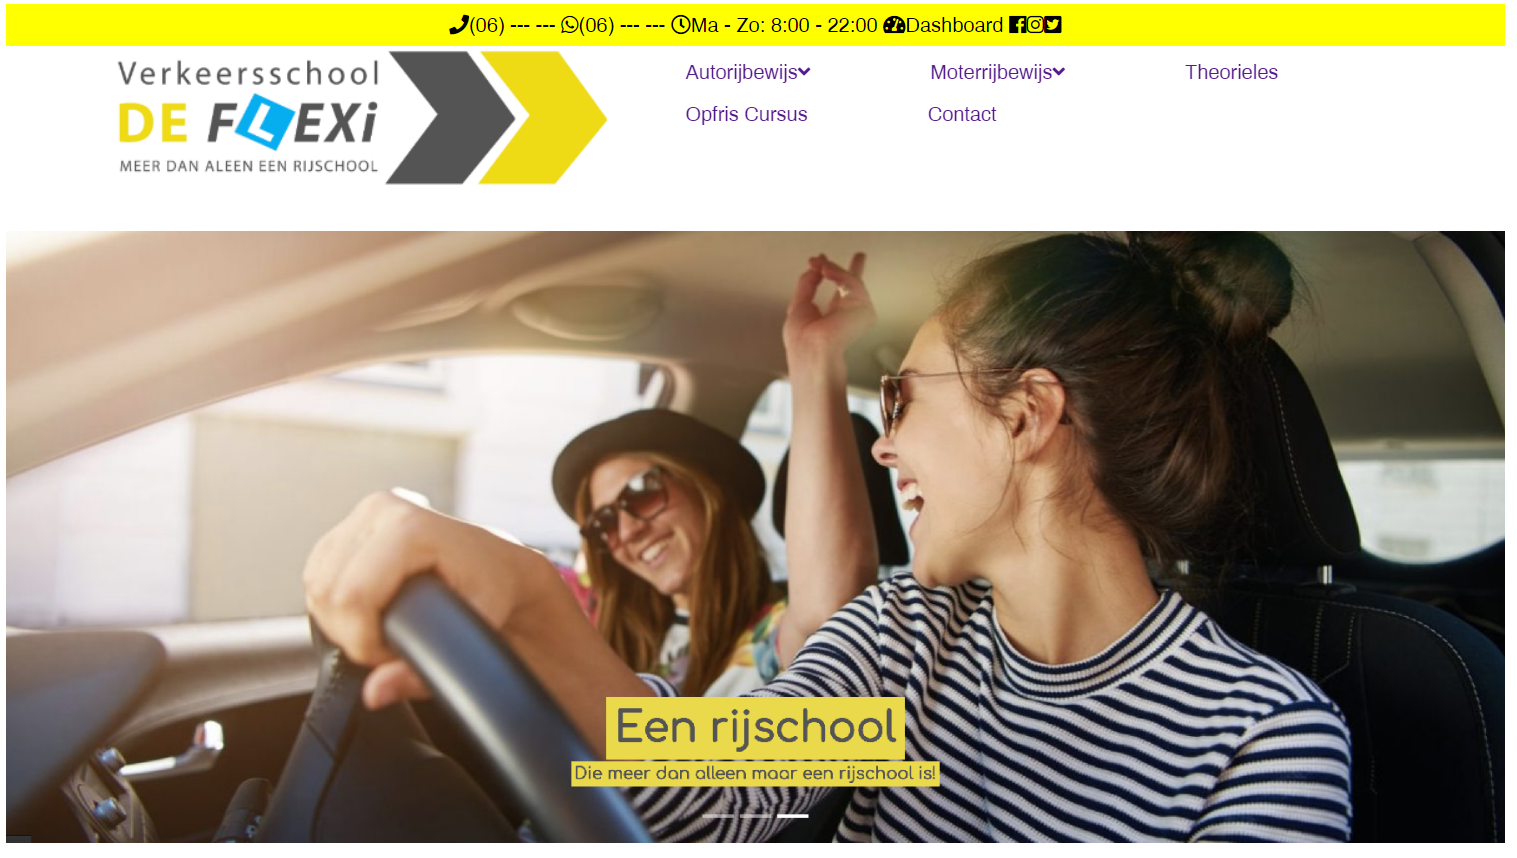 (06) --- --- (06) --- --- Ma - Zo: 8:00 - 22:00 Dashboard
Verkeersschool
DE FLEXi
MEER DAN ALEEN EEN RIJSCHOOL
Autorijbewijs Moterrijbewijs Theorieles
Opfris Cursus Contact
Een rijschool
Die meer dan alleen maar een rijschool is!